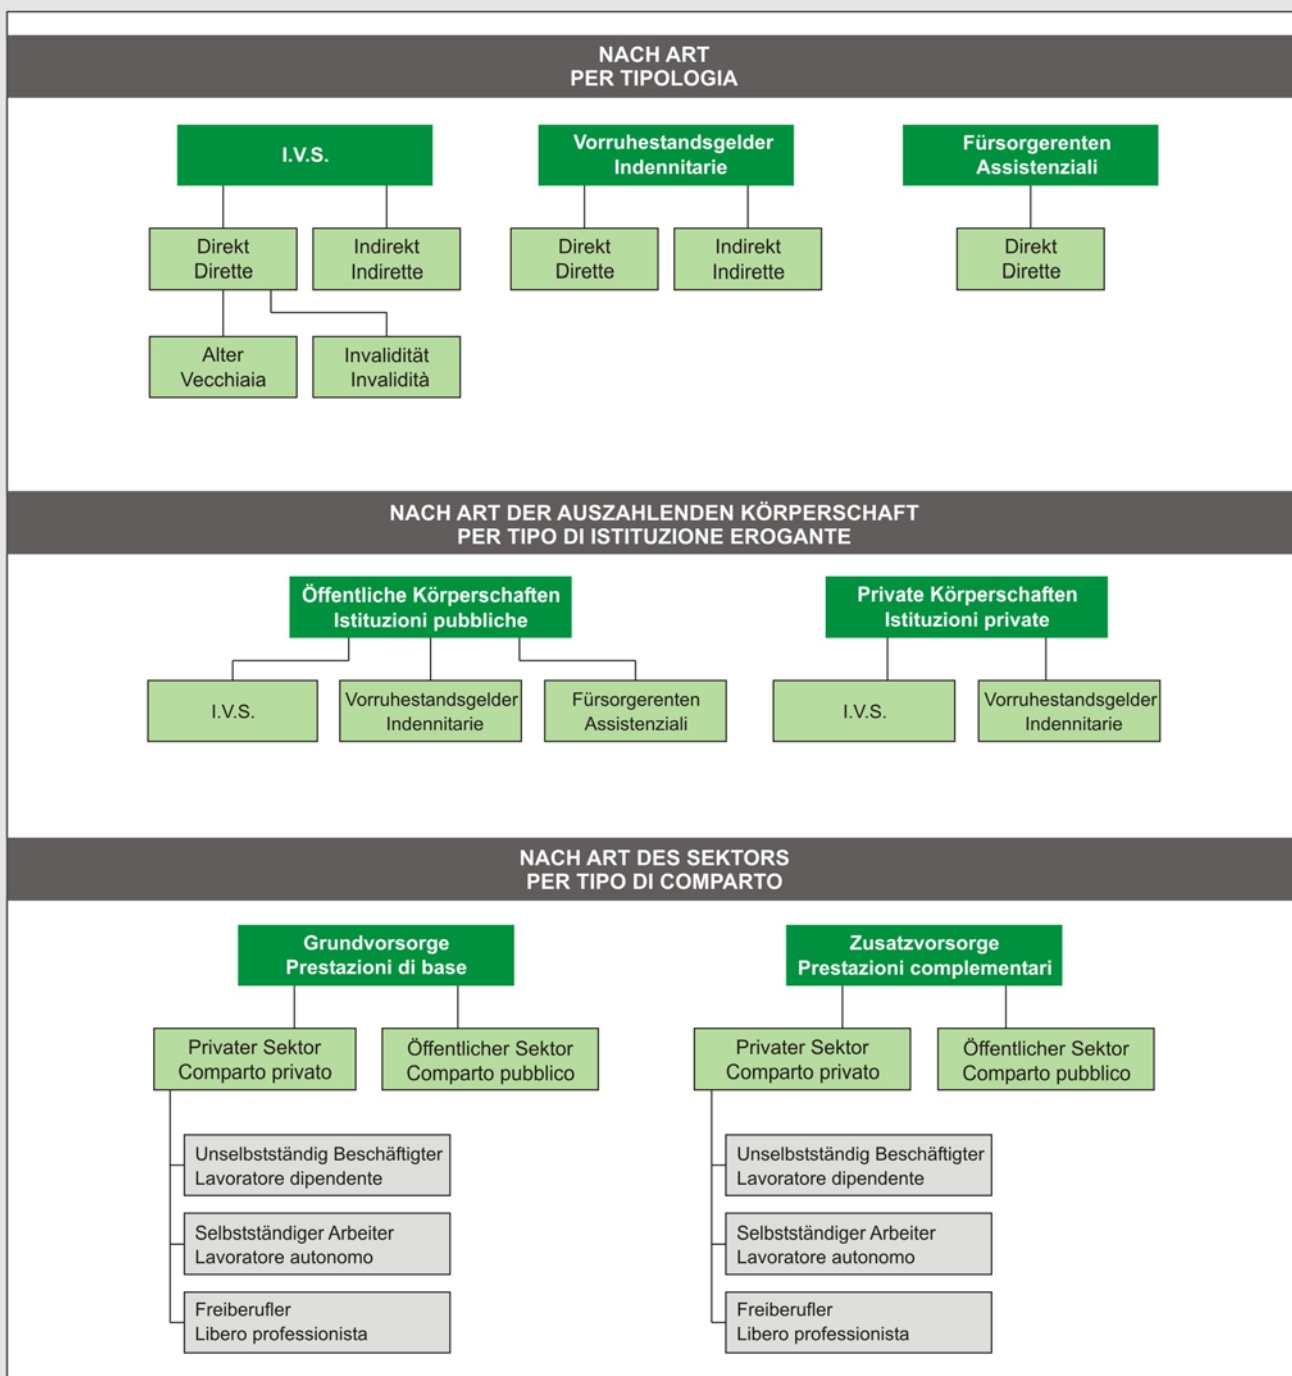 NACH ART
PER TIPOLOGIA
I.V.S.
Vorruhestandsgelder
Indennitarie
Fürsorgerenten
Assistenziali
Direkt
Dirette
Indirekt
Indirette
Direkt
Dirette
Indirekt
Indirette
Direkt
Dirette
Alter
Vecchiaia
Invalidität
Invalidità
NACH ART DER AUSZAHLENDEN KÖRPERSCHAFT
PER TIPO DI ISTITUZIONE EROGANTE
Öffentliche Körperschaften
Istituzioni pubbliche
Private Körperschaften
Istituzioni private
I.V.S.
Vorruhestandsgelder
Indennitarie
Fürsorgerenten
Assistenziali
I.V.S.
Vorruhestandsgelder
Indennitarie
NACH ART DES SEKTORS
PER TIPO DI COMPARTO
Grundvorsorge
Prestazioni di base
Zusatzvorsorge
Prestazioni complementari
Privater Sektor
Comparto privato
Öffentlicher Sektor
Comparto pubblico
Privater Sektor
Comparto privato
Öffentlicher Sektor
Comparto pubblico
Unselbstständig Beschäftigter
Lavoratore dipendente
Selbstständiger Arbeiter
Lavoratore autonomo
Freiberufler
Libero professionista
Unselbstständig Beschäftigter
Lavoratore dipendente
Selbstständiger Arbeiter
Lavoratore autonomo
Freiberufler
Libero professionista